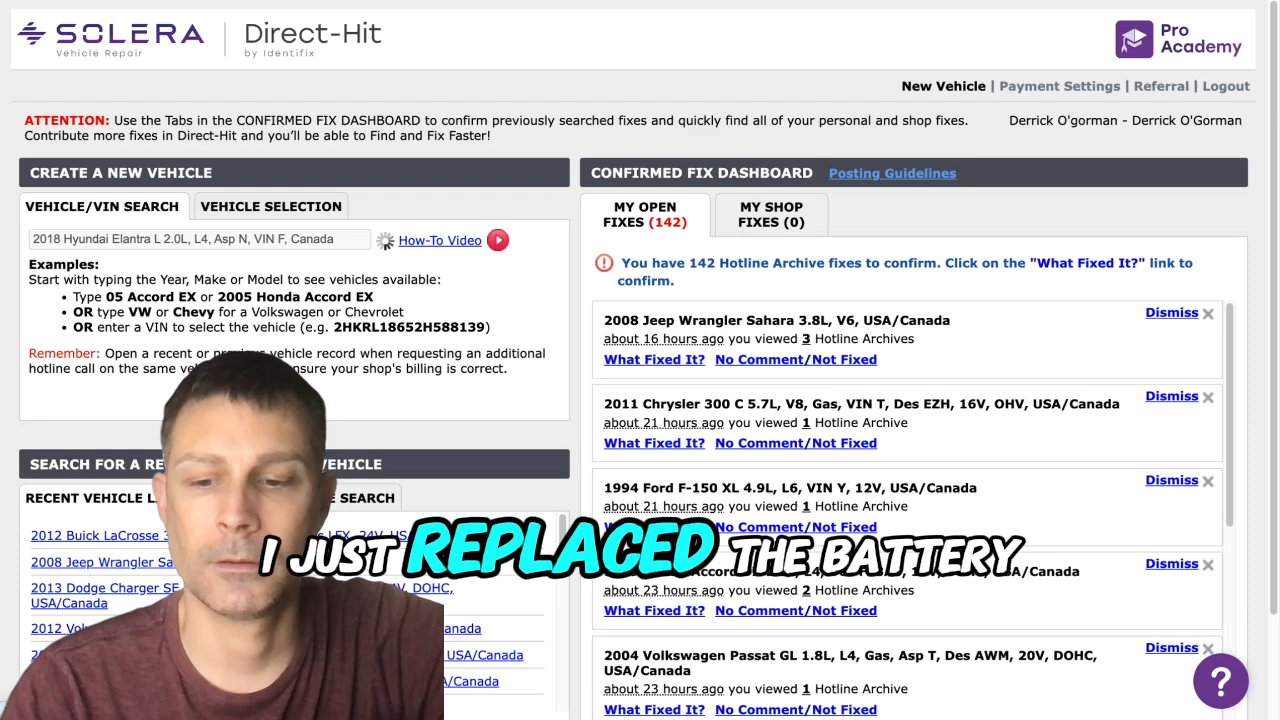 SOLERA
Vehicle Repair
Direct-Hit
by Identifix
Pro
Academy
New Vehicle | Payment Settings | Referral | Logout
ATTENTION: Use the Tabs in the CONFIRMED FIX DASHBOARD to confirm previously searched fixes and quickly find all of your personal and shop fixes.
Contribute more fixes in Direct-Hit and you'll be able to Find and Fix Faster!
Derrick O'gorman - Derrick O'Gorman
CREATE A NEW VEHICLE
VEHICLE/VIN SEARCH
VEHICLE SELECTION
2018 Hyundai Elantra L 2.0L, L4, Asp N, VIN F, Canada
How-To Video
Examples:
Start with typing the Year, Make or Model to see vehicles available:
• Type 05 Accord EX or 2005 Honda Accord EX
• OR type VW or Chevy for a Volkswagen or Chevrolet
• OR enter a VIN to select the vehicle (e.g. 2HKRL18652H588139)
Remember: Open a recent or previous vehicle record when requesting an additional
hotline call on the same ensure your shop's billing is correct.
SEARCH FOR A RE VEHICLE
RECENT VEHICLE L E SEARCH
2012 Buick LaCrosse 3 LFX, 24V, US
2008 Jeep Wrangler Sa
2013 Dodge Charger SE V, DOHC,
USA/Canada
2012 Vol anada
USA/Canada
/Canada
CONFIRMED FIX DASHBOARD
Posting Guidelines
MY OPEN
FIXES (142)
MY SHOP
FIXES (0)
You have 142 Hotline Archive fixes to confirm. Click on the "What Fixed It?" link to
confirm.
2008 Jeep Wrangler Sahara 3.8L, V6, USA/Canada
Dismiss
about 16 hours ago you viewed 3 Hotline Archives
What Fixed It? No Comment/Not Fixed
2011 Chrysler 300 C 5.7L, V8, Gas, VIN T, Des EZH, 16V, OHV, USA/Canada
Dismiss
about 21 hours ago you viewed 1 Hotline Archive
What Fixed It? No Comment/Not Fixed
1994 Ford F-150 XL 4.9L, L6, VIN Y, 12V, USA/Canada
Dismiss
about 21 hours ago you viewed 1 Hotline Archive
What Fixed It? No Comment/Not Fixed
I JUST REPLACED THE BATTERY
Accord USA/Canada
Dismiss
about 23 hours ago you viewed 2 Hotline Archives
What Fixed It? No Comment/Not Fixed
2004 Volkswagen Passat GL 1.8L, L4, Gas, Asp T, Des AWM, 20V, DOHC,
USA/Canada
Dismiss
about 23 hours ago you viewed 1 Hotline Archive
What Fixed It? No Comment/Not Fixed
?